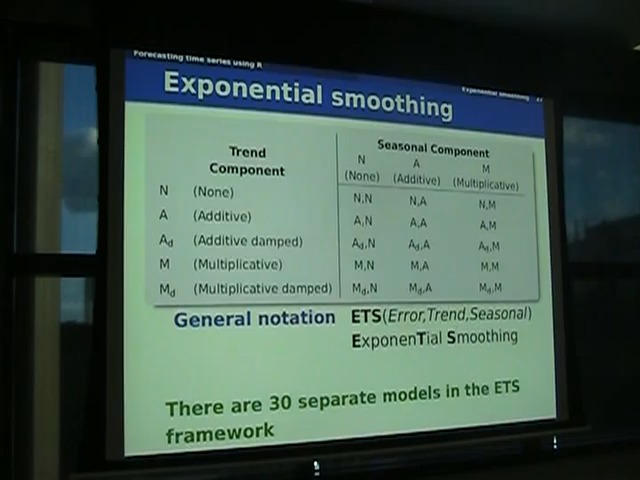 Forecasting time series using R
Exponential smoothing
Exponential smoothing
Trend Component
Seasonal Component
N (None) A (Additive) M (Multiplicative)
N (None) N,N N,A N,M
A (Additive) A,N A,A A,M
Ad (Additive damped) Ad,N Ad,A Ad,M
M (Multiplicative) M,N M,A M,M
Md (Multiplicative damped) Md,N Md,A Md,M
General notation ETS(Error,Trend,Seasonal)
ExponenTial Smoothing
There are 30 separate models in the ETS
framework